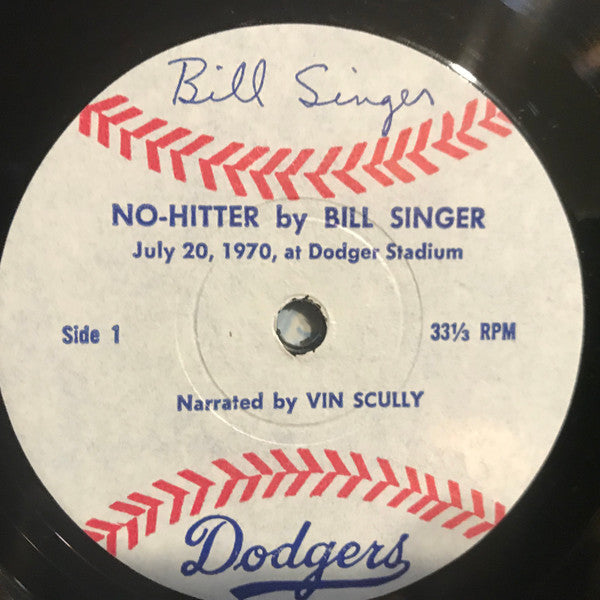 Bill Singer
NO-HITTER by BILL SINGER
July 20, 1970, at Dodger Stadium
Side 1
33⅓ RPM
Narrated by VIN SCULLY
Dodgers